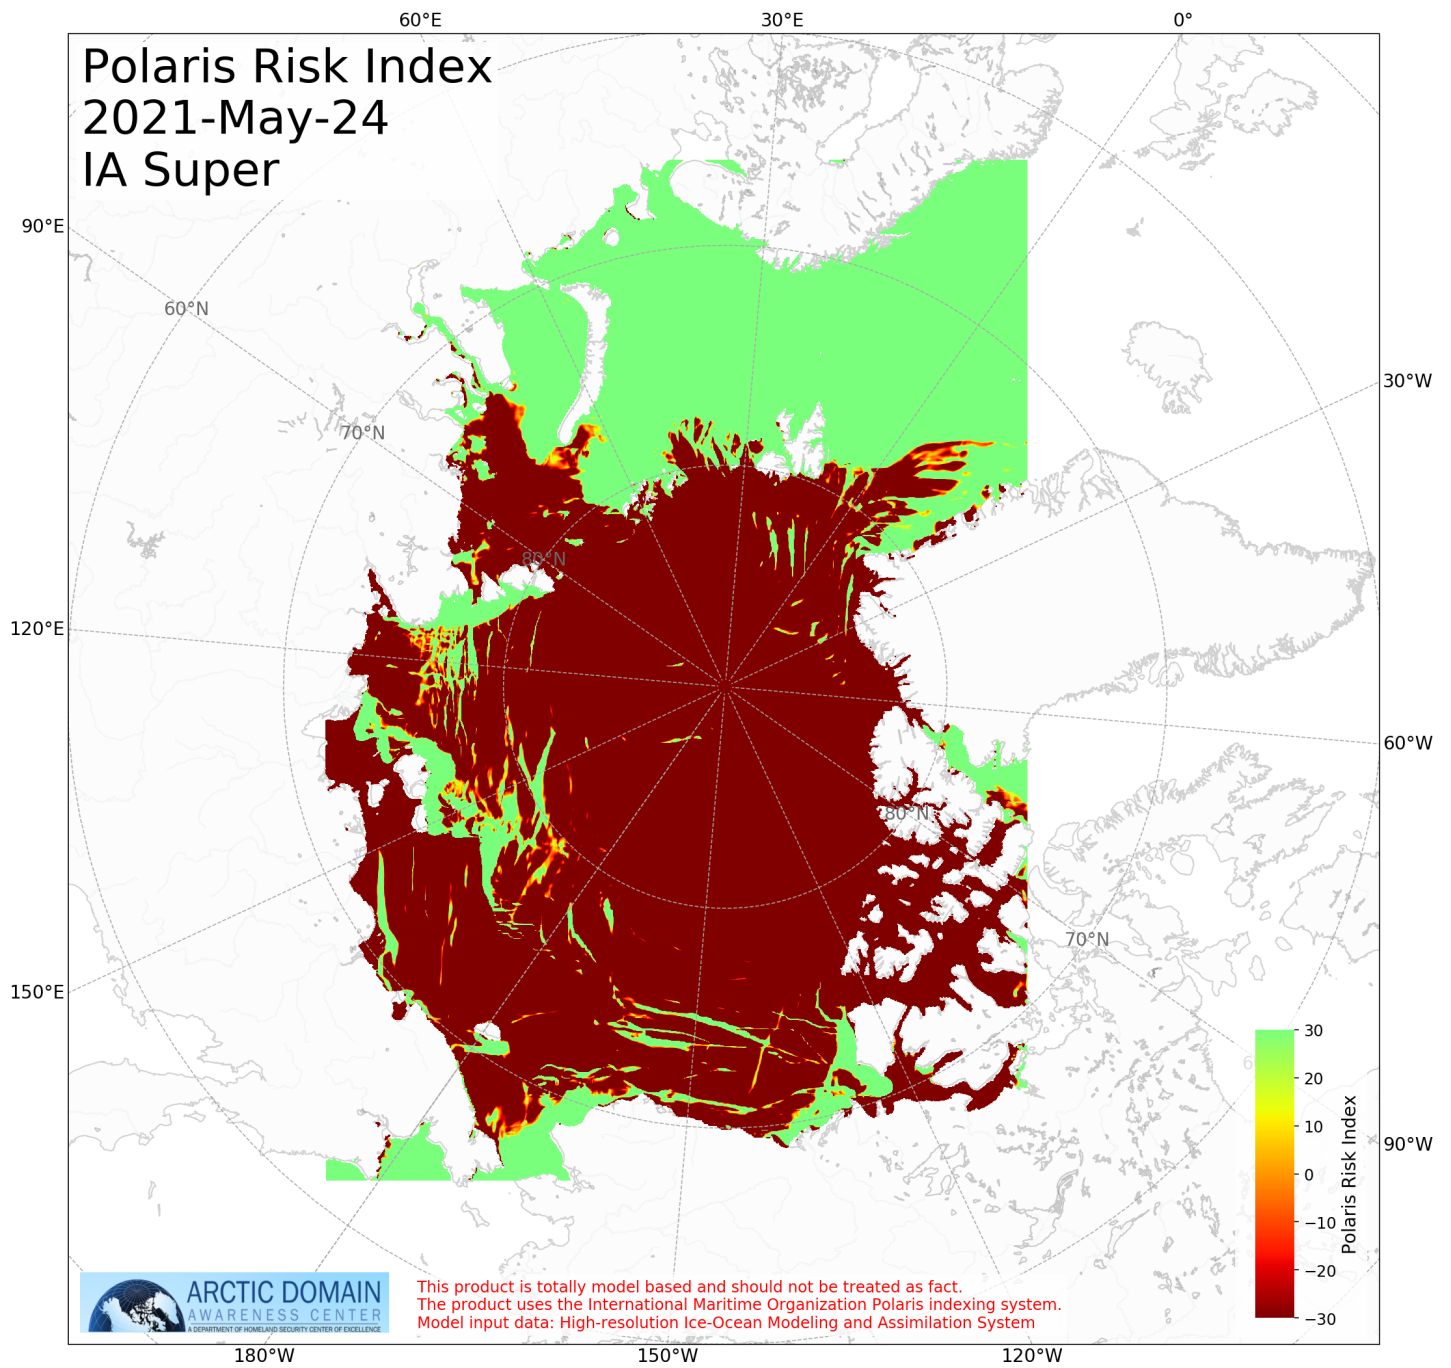 60°E 30°E 0°
Polaris Risk Index
2021-May-24
IA Super
90°E
60°N
30°W
70°N
80°N
120°E
60°W
80°N
70°N
150°E
30
20
10
0
−10
−20
−30
Polaris Risk Index
90°W
ARCTIC DOMAIN
AWARENESS CENTER
A DEPARTMENT OF HOMELAND SECURITY CENTER OF EXCELLENCE
This product is totally model based and should not be treated as fact.
The product uses the International Maritime Organization Polaris indexing system.
Model input data: High-resolution Ice-Ocean Modeling and Assimilation System
180°W 150°W 120°W